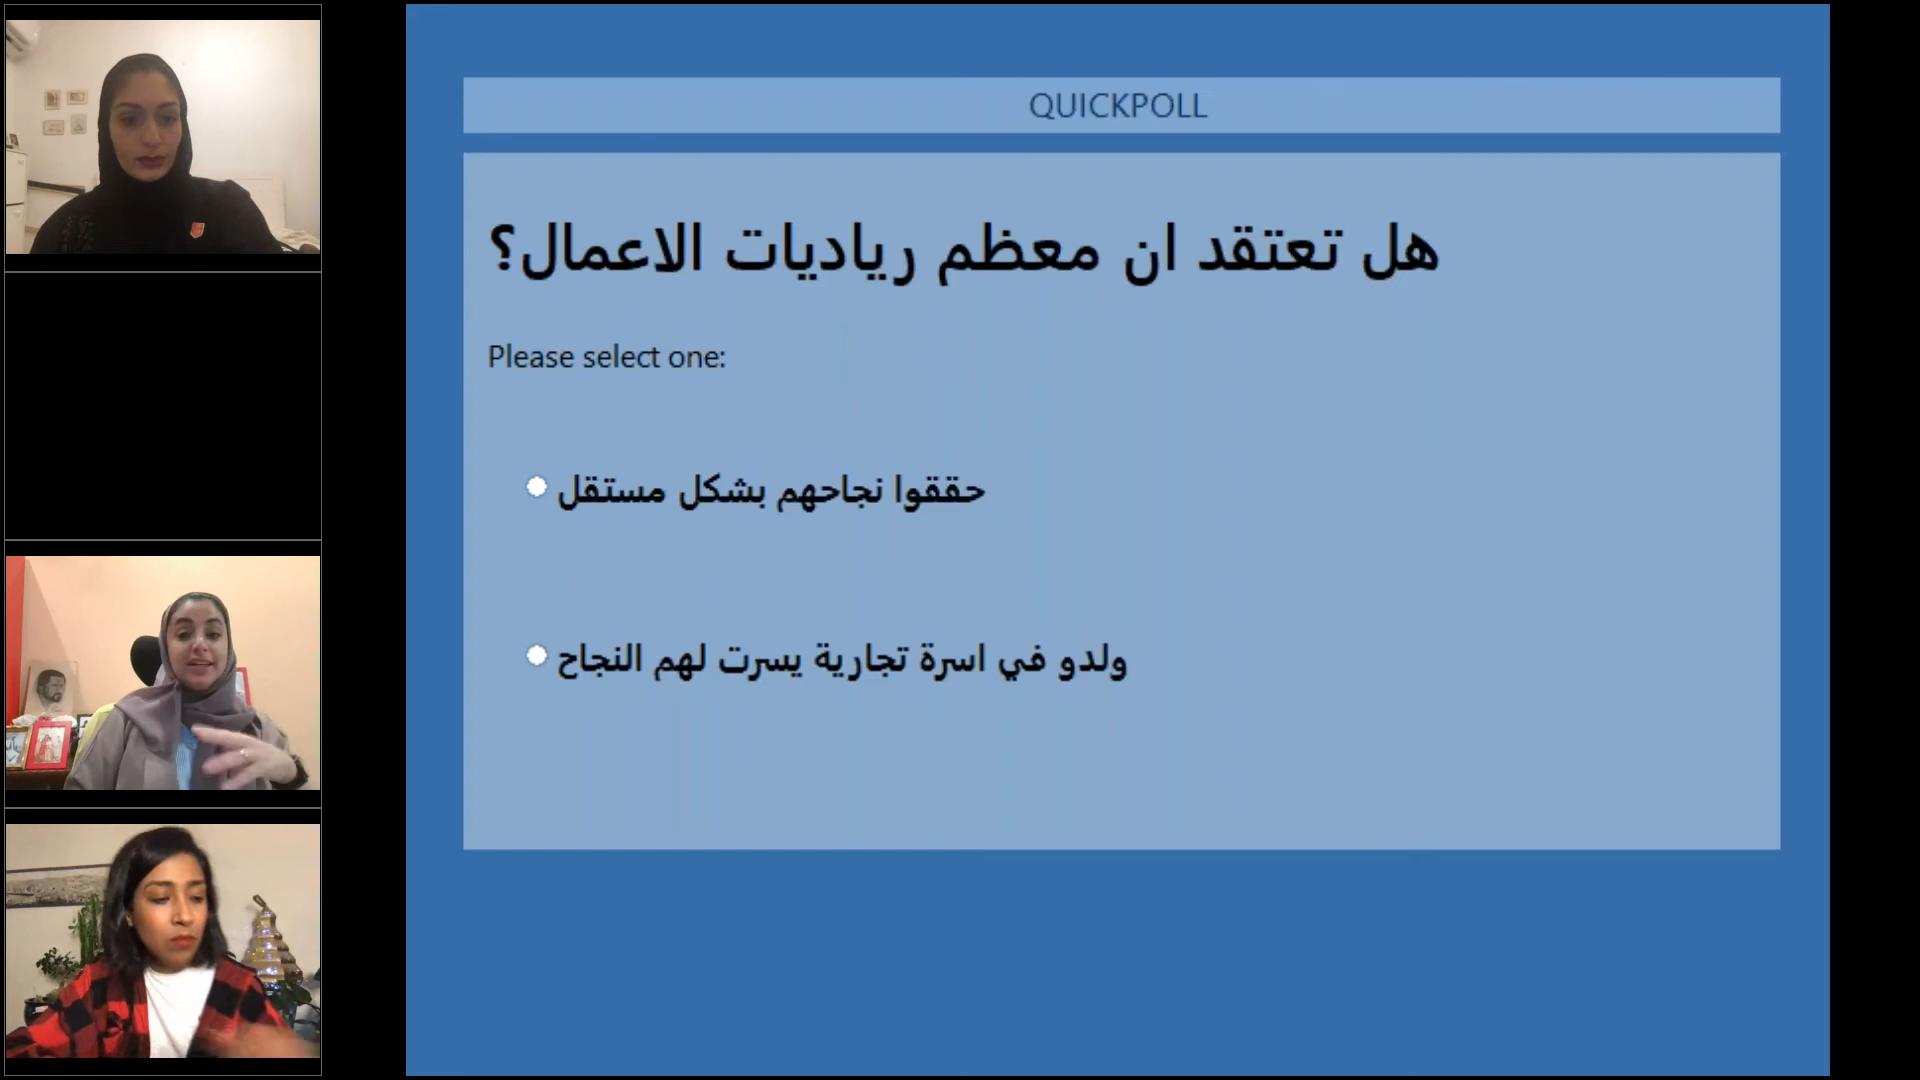 QUICKPOLL
هل تعتقد ان معظم رياديات الاعمال؟
Please select one:
حققوا نجاحهم بشكل مستقل
ولدو في اسرة تجارية يسرت لهم النجاح